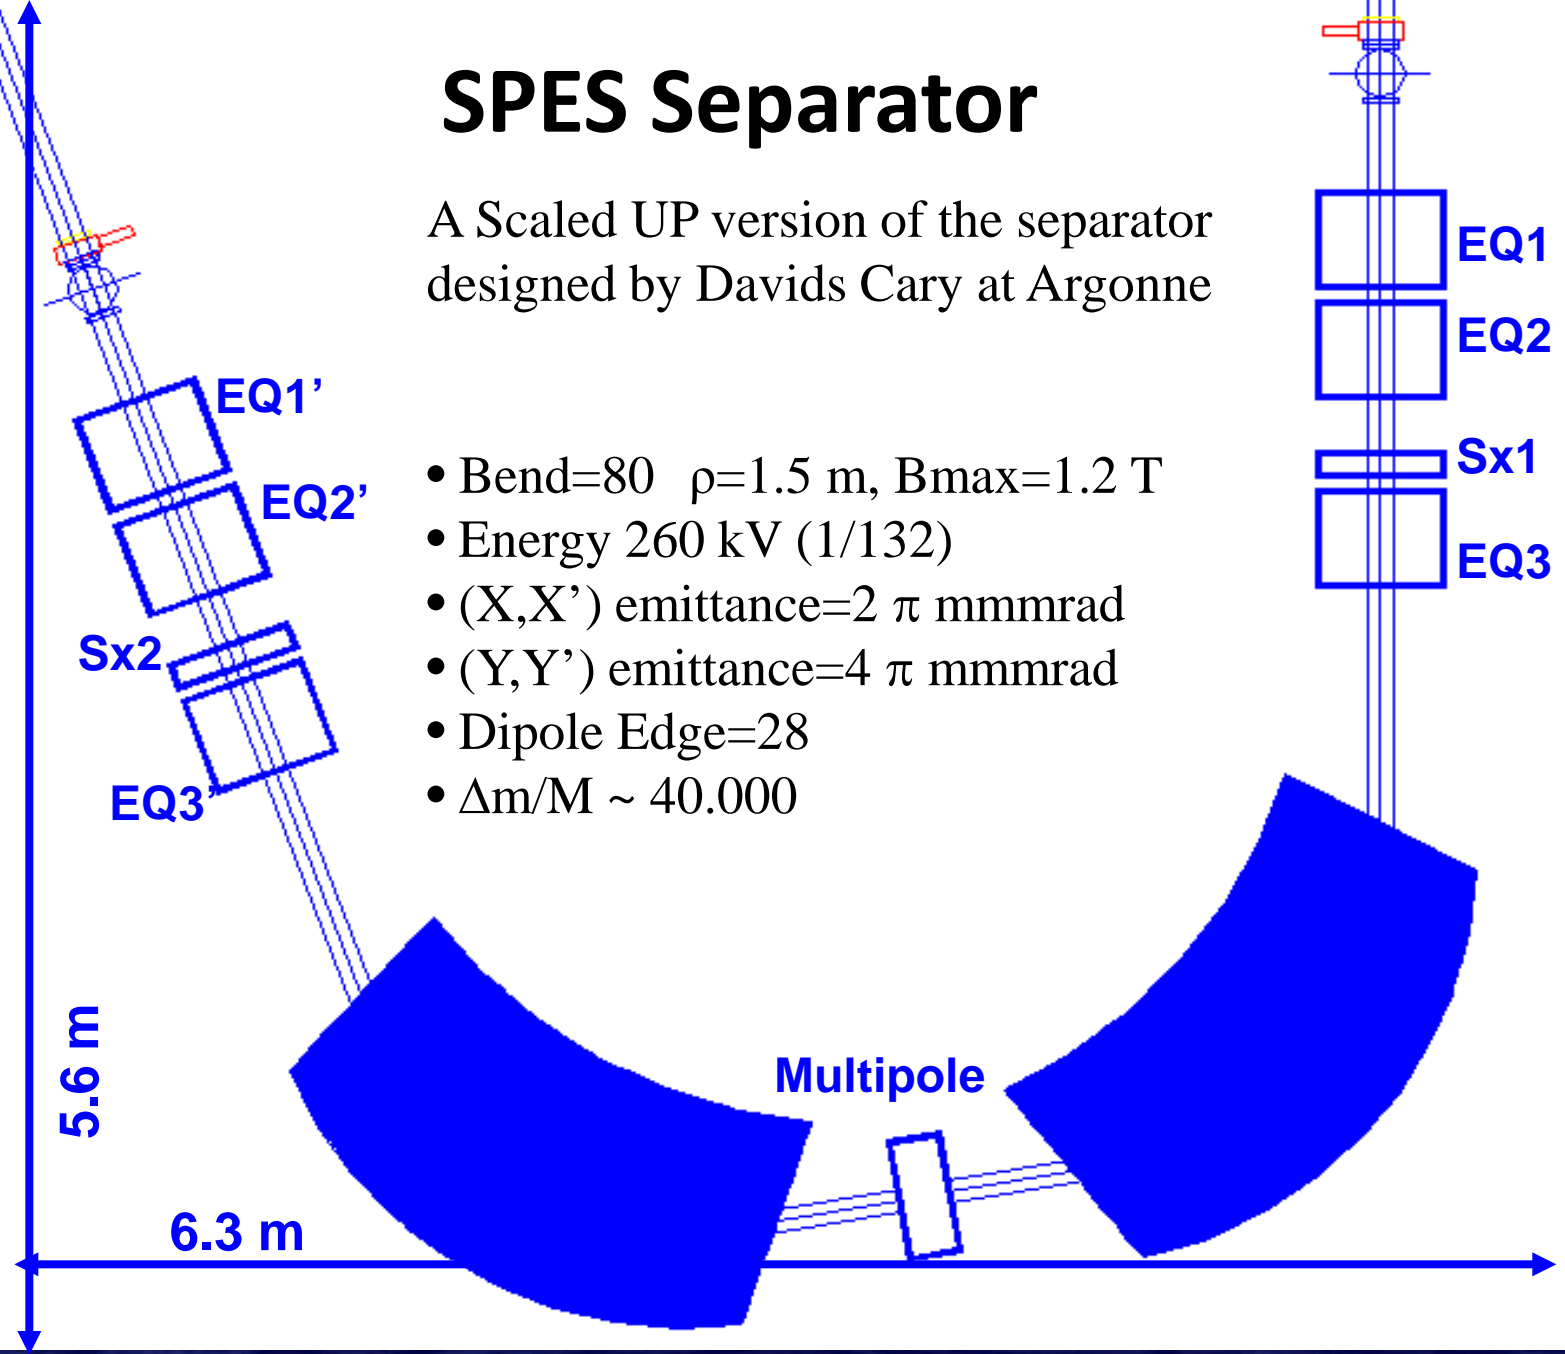 SPES Separator
A Scaled UP version of the separator
designed by Davids Cary at Argonne
• Bend=80 ρ=1.5 m, Bmax=1.2 T
• Energy 260 kV (1/132)
• (X,X’) emittance=2 π mmmrad
• (Y,Y’) emittance=4 π mmmrad
• Dipole Edge=28
• Δm/M ~ 40.000
EQ1
EQ2
Sx1
EQ3
EQ1’
EQ2’
Sx2
EQ3’
Multipole
5.6 m
6.3 m